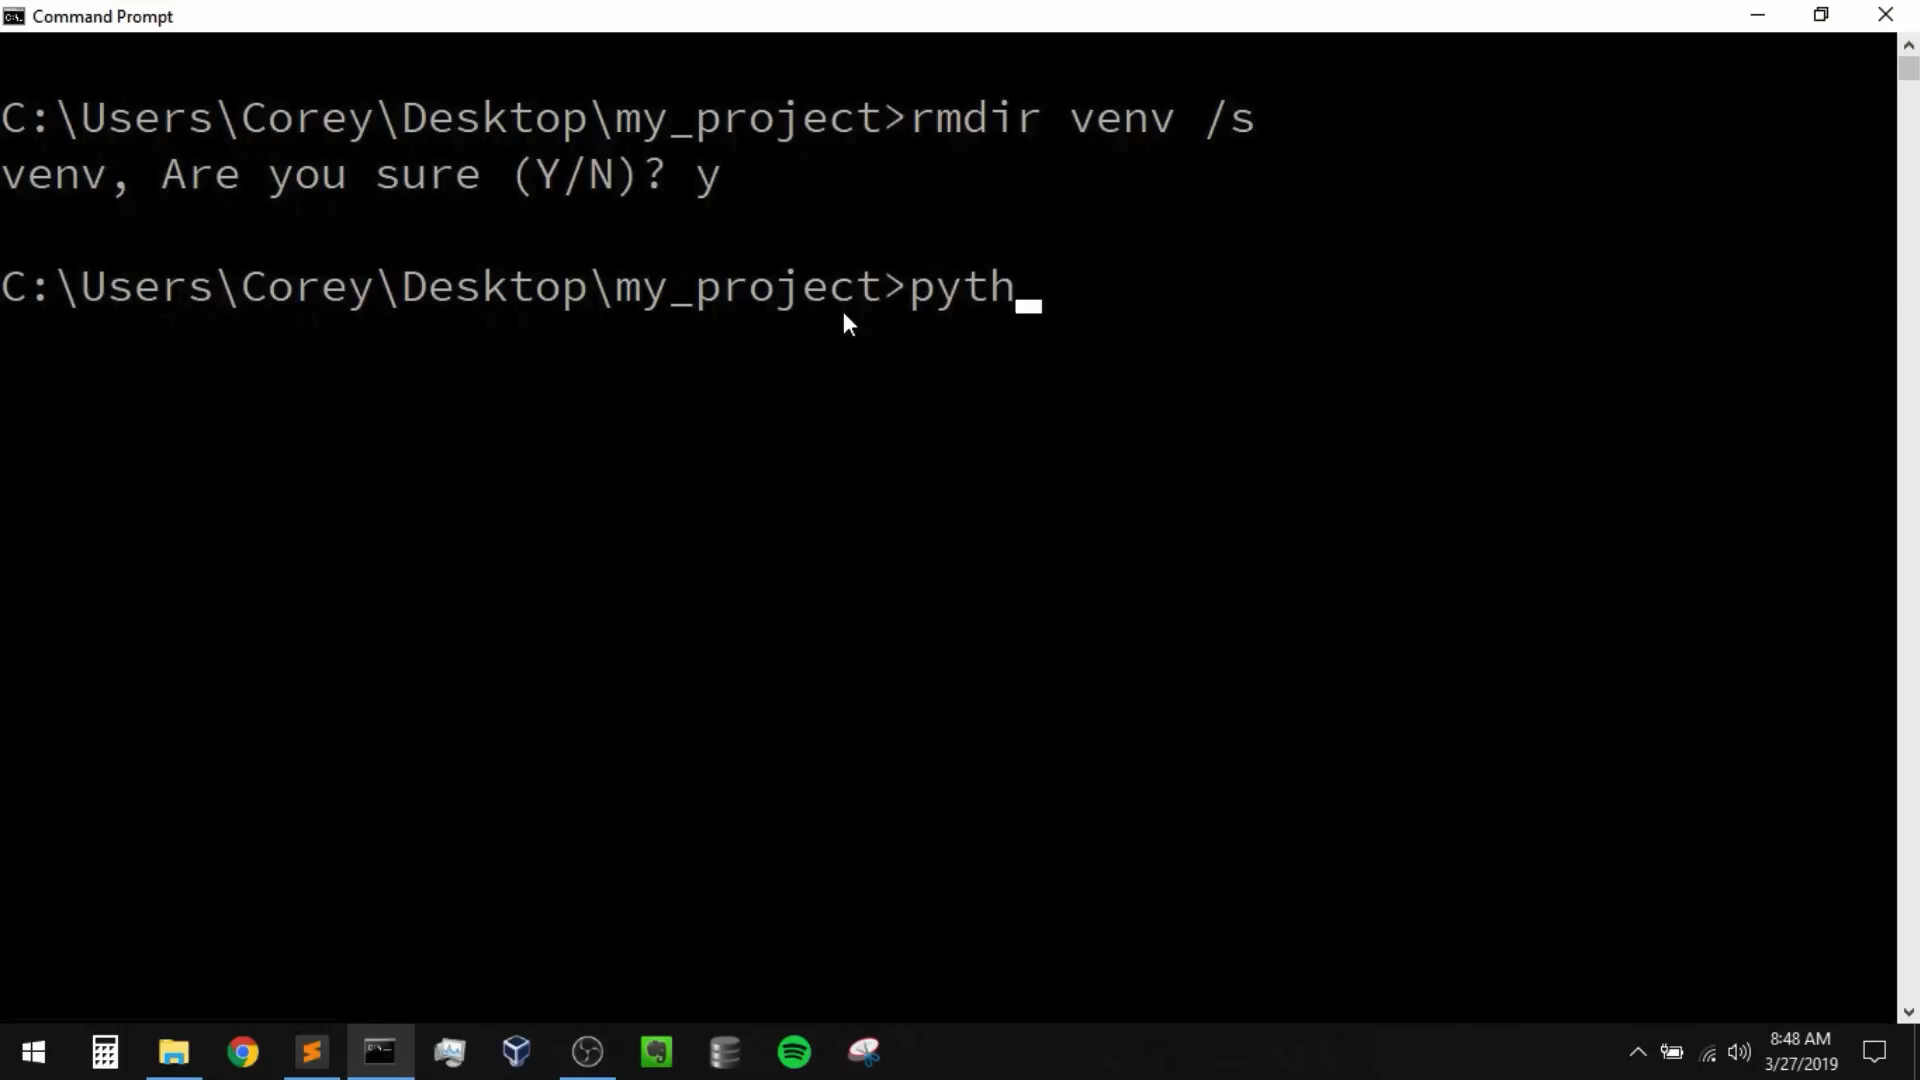 Command Prompt
C:\Users\Corey\Desktop\my_project>rmdir venv /s
venv, Are you sure (Y/N)? y
C:\Users\Corey\Desktop\my_project>pyth
8:48 AM
3/27/2019